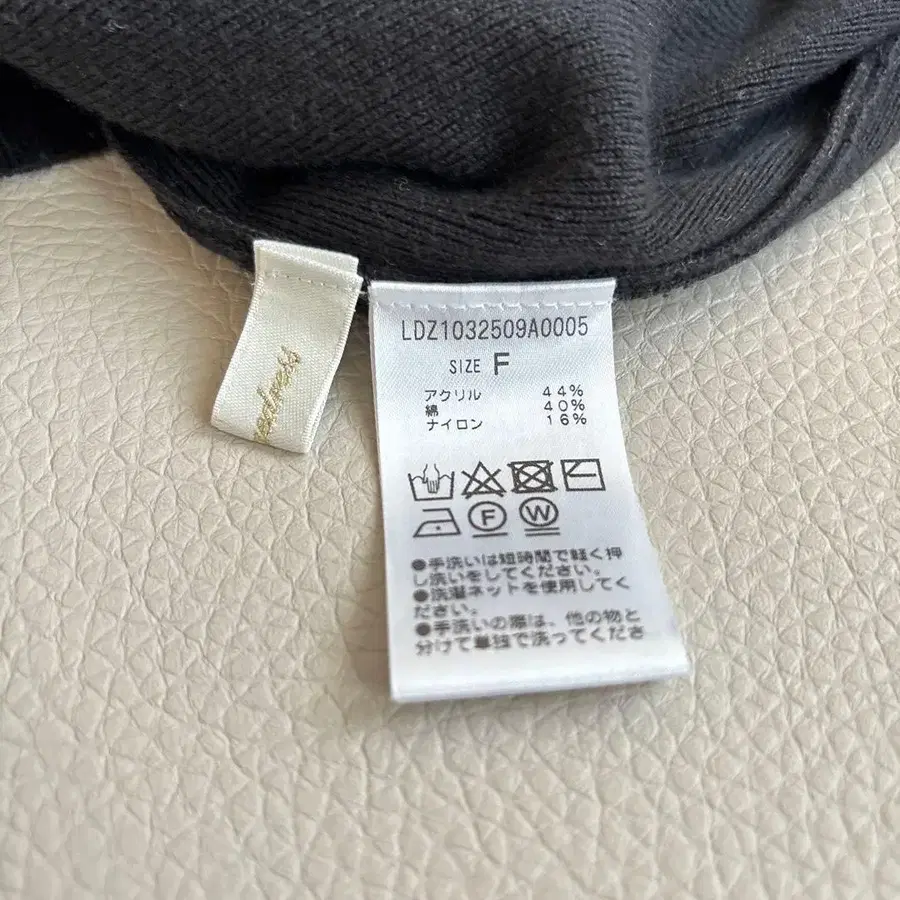 LDZ1032509A0005
SIZE F
アクリル 44%
綿 40%
ナイロン 16%
F W
●手洗いは短時間で軽く押
し洗いをしてください。
●洗濯ネットを使用してく
ださい。
●手洗いの際は、他の物と
分けて単独で洗ってくださ